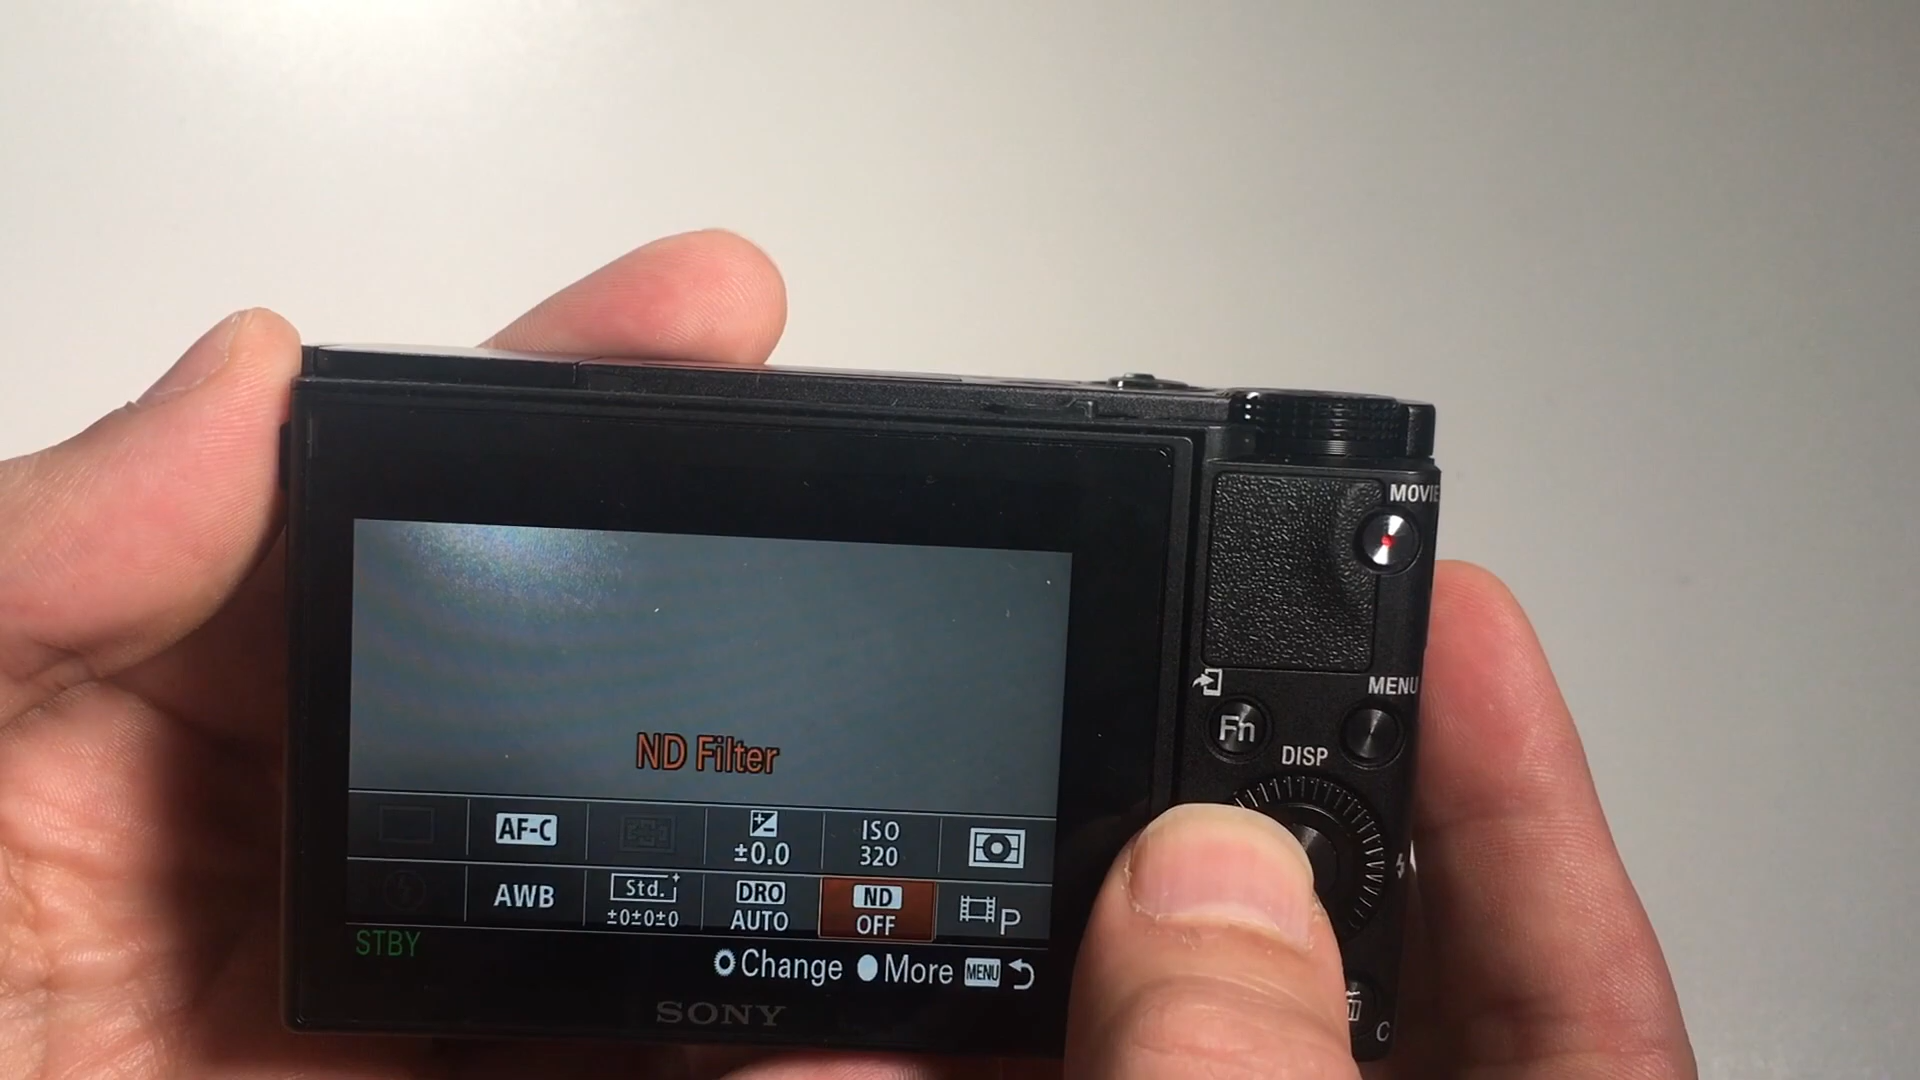 MOVIE
MENU
Fn
DISP
ND Filter
AF-C
±0.0
ISO
320
AWB
Std.
±0±0±0
DRO
AUTO
ND
OFF
P
STBY
Change
More
MENU
SONY
C